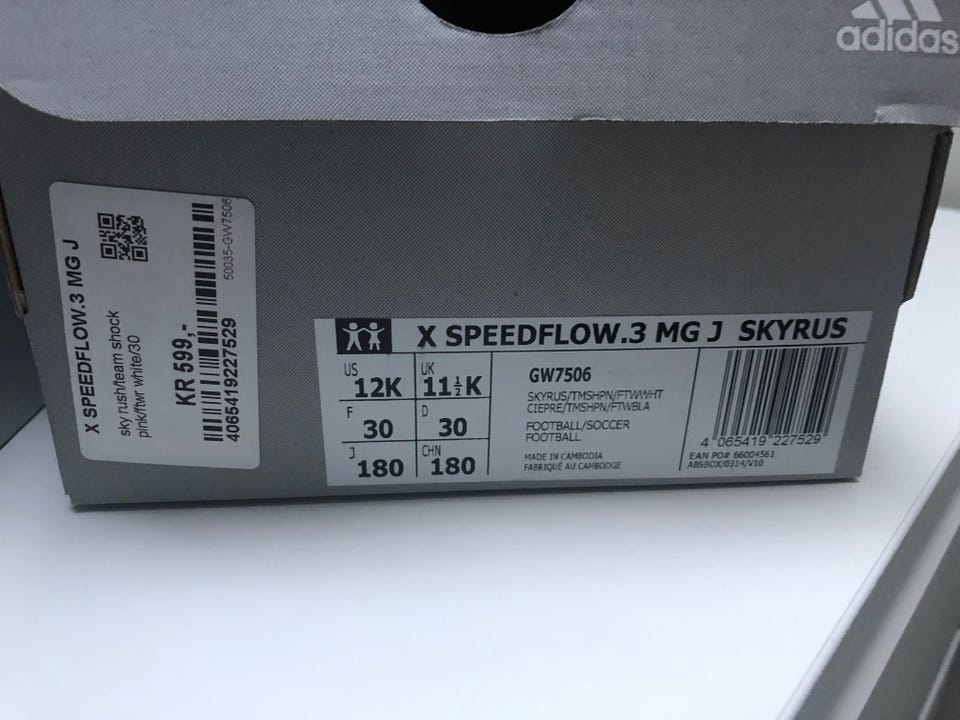 adidas
X SPEEDFLOW.3 MG J
sky rush/team shock
pink/ftwr white/30
KR 599,-
4065419227529
50035-GW7506
X SPEEDFLOW.3 MG J SKYRUS
US 12K
UK 11½K
F 30
D 30
J 180
CHN 180
GW7506
SKYRUS/TMSHPN/FTWWHT
CIEPRE/TMSHPN/FTWBLA
FOOTBALL/SOCCER
FOOTBALL
MADE IN CAMBODIA
FABRIQUÉ AU CAMBODGE
4 065419 227529
EAN PO# 66004561
ABSBOX/0314/V10